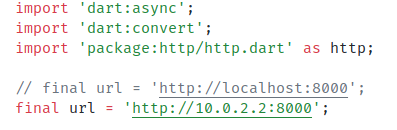 import 'dart:async';
import 'dart:convert';
import 'package:http/http.dart' as http;
// final url = 'http://localhost:8000';
final url = 'http://10.0.2.2:8000';